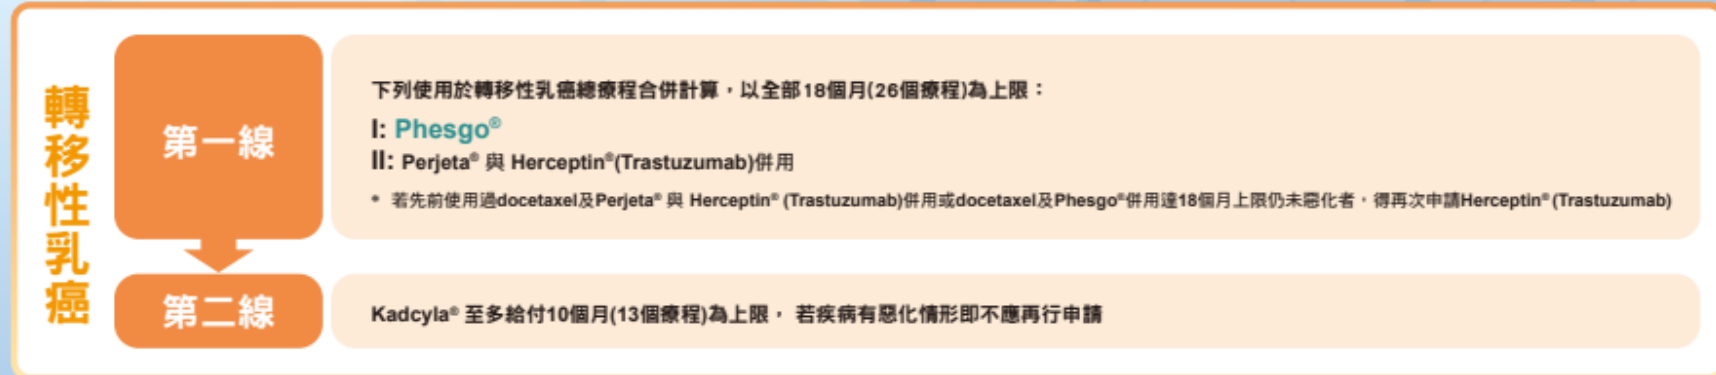 轉移性乳癌
第一線
下列使用於轉移性乳癌總療程合併計算，以全部18個月(26個療程)為上限：
I: Phesgo®
II: Perjeta® 與 Herceptin®(Trastuzumab)併用
* 若先前使用過docetaxel及Perjeta® 與 Herceptin® (Trastuzumab)併用或docetaxel及Phesgo®併用達18個月上限仍未惡化者，得再次申請Herceptin® (Trastuzumab)
第二線
Kadcyla® 至多給付10個月(13個療程)為上限， 若疾病有惡化情形即不應再行申請